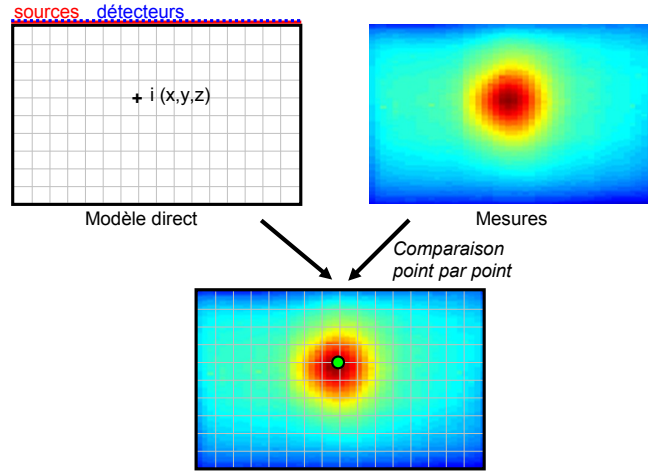 sources détecteurs
i (x,y,z)
Modèle direct
Mesures
Comparaison
point par point